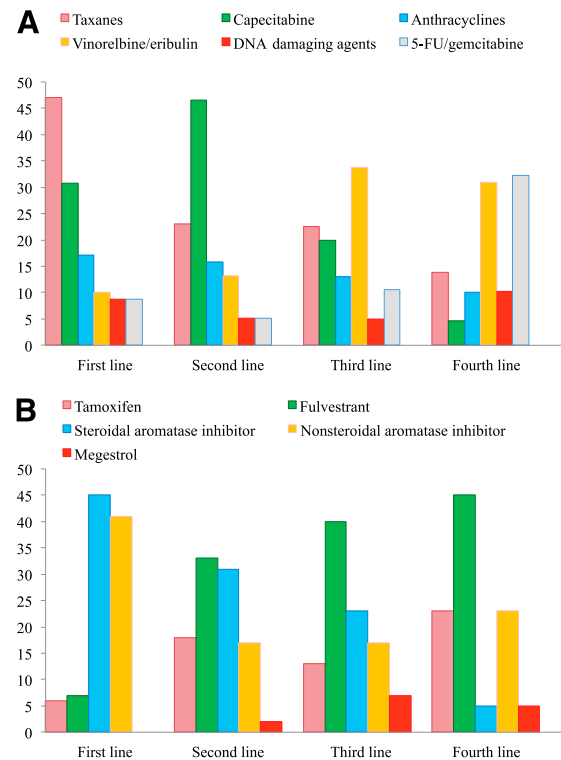 A
Taxanes Capecitabine Anthracyclines
Vinorelbine/eribulin DNA damaging agents 5-FU/gemcitabine
50
45
40
35
30
25
20
15
10
5
0
First line Second line Third line Fourth line
B
Tamoxifen Fulvestrant
Steroidal aromatase inhibitor Nonsteroidal aromatase inhibitor
Megestrol
50
45
40
35
30
25
20
15
10
5
0
First line Second line Third line Fourth line